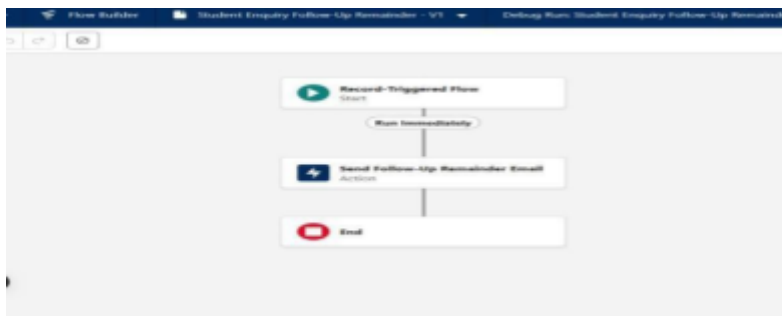 Flow Builder Student Enquiry Follow-Up Remainder - V1 Debug Run: Student Enquiry Follow-Up Remaind
Record-Triggered Flow
Start
Run Immediately
Send Follow-Up Remainder Email
Action
End